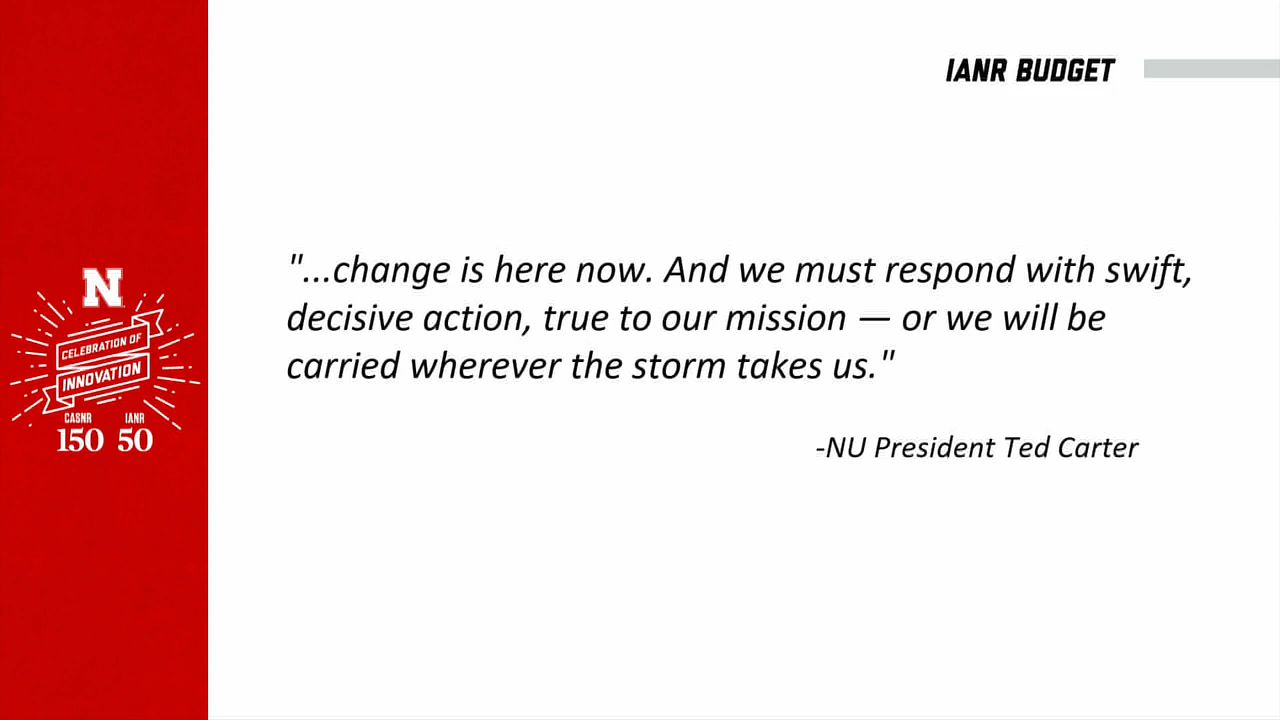 IANR BUDGET
"...change is here now. And we must respond with swift,
decisive action, true to our mission — or we will be
carried wherever the storm takes us."
-NU President Ted Carter
N
CELEBRATION OF
INNOVATION
CASNR IANR
150 50